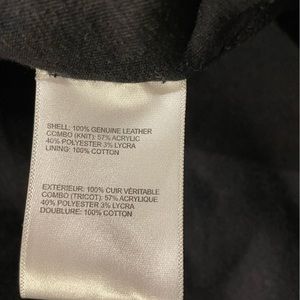 SHELL: 100% GENUINE LEATHER
COMBO (KNIT): 57% ACRYLIC
40% POLYESTER 3% LYCRA
LINING: 100% COTTON
EXTÉRIEUR: 100% CUIR VÉRITABLE
COMBO (TRICOT): 57% ACRYLIQUE
40% POLYESTER 3% LYCRA
DOUBLURE: 100% COTTON